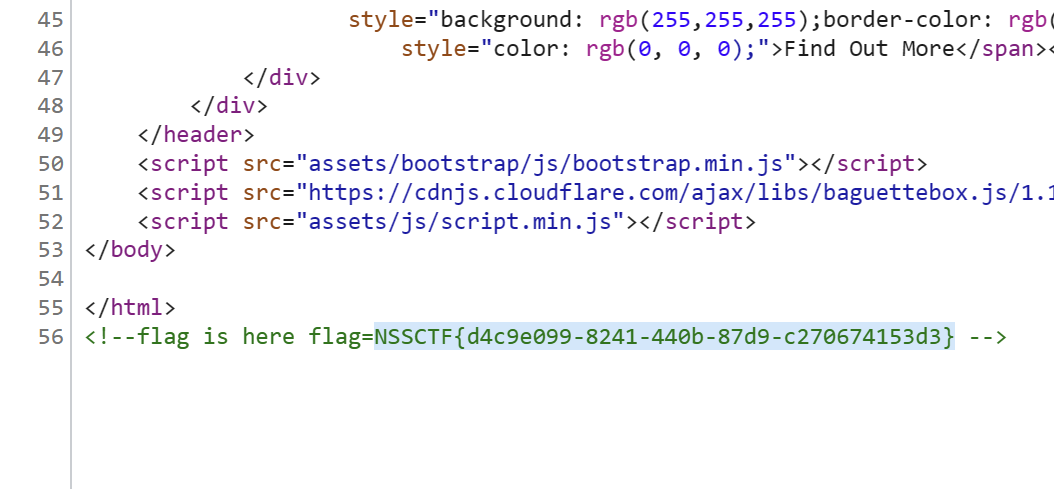 45 style="background: rgb(255,255,255);border-color: rgb(
46 style="color: rgb(0, 0, 0);">Find Out More</span><
47 </div>
48 </div>
49 </header>
50 <script src="assets/bootstrap/js/bootstrap.min.js"></script>
51 <script src="https://cdnjs.cloudflare.com/ajax/libs/baguettebox.js/1.1
52 <script src="assets/js/script.min.js"></script>
53 </body>
54
55 </html>
56 <!--flag is here flag=NSSCTF{d4c9e099-8241-440b-87d9-c270674153d3} -->